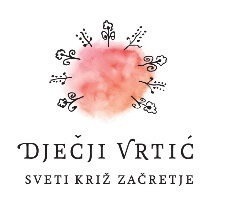 DJEČJI VRTIĆ
SVETI KRIŽ ZAČRETJE